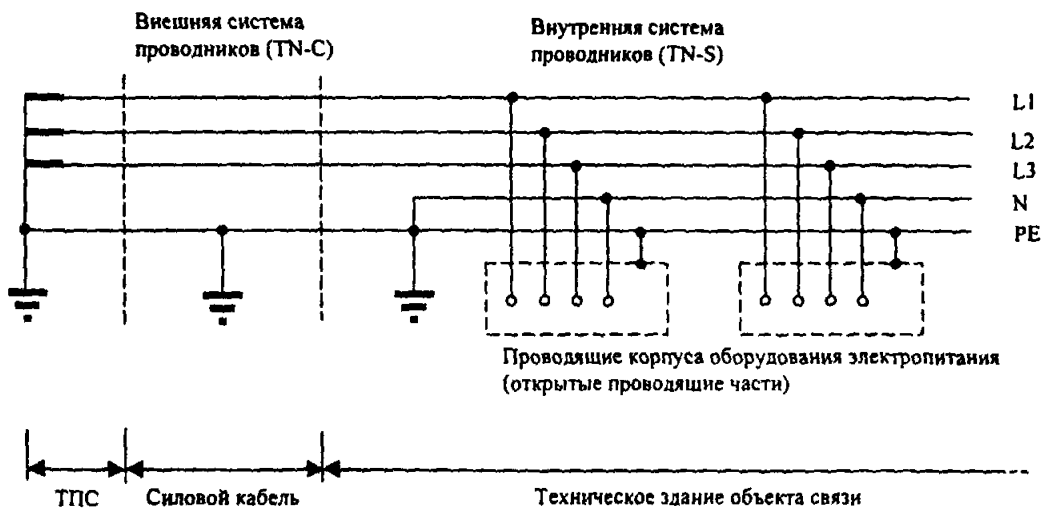 Внешняя система
проводников (TN-C)
Внутренняя система
проводников (TN-S)
L1
L2
L3
N
PE
Проводящие корпуса оборудования электропитания
(открытые проводящие части)
ТПС
Силовой кабель
Техническое здание объекта связи